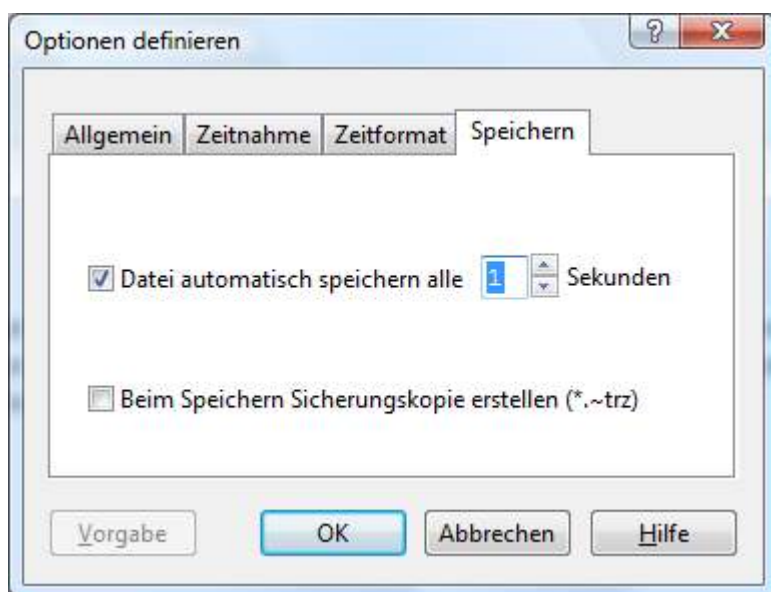 Optionen definieren
Allgemein Zeitnahme Zeitformat Speichern
Datei automatisch speichern alle 1 Sekunden
Beim Speichern Sicherungskopie erstellen (*.~trz)
Vorgabe OK Abbrechen Hilfe